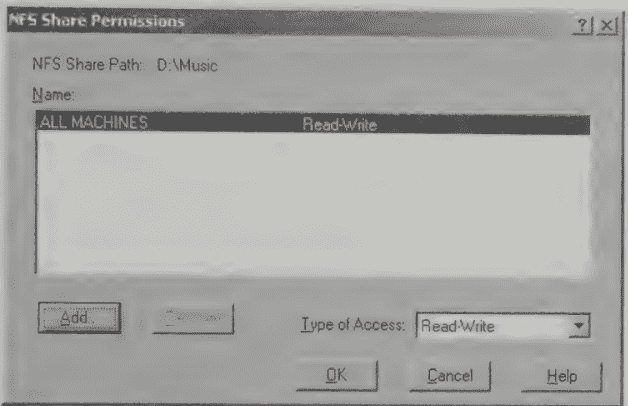 NFS Share Permissions
? ×
NFS Share Path: D:\Music
Name:
ALL MACHINES Read-Write
Add...
Type of Access: Read-Write
OK Cancel Help